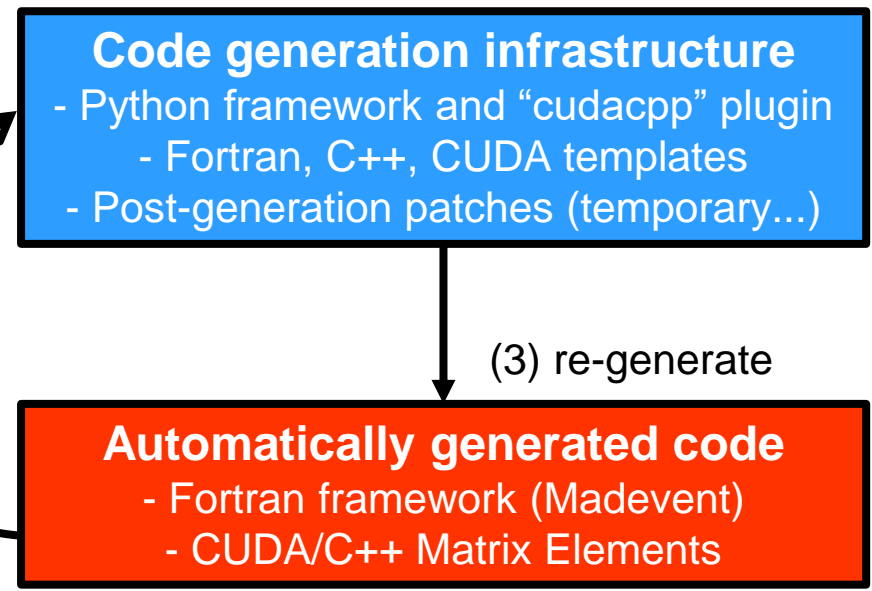 Code generation infrastructure
- Python framework and “cudacpp” plugin
- Fortran, C++, CUDA templates
- Post-generation patches (temporary...)
(3) re-generate
Automatically generated code
- Fortran framework (Madevent)
- CUDA/C++ Matrix Elements